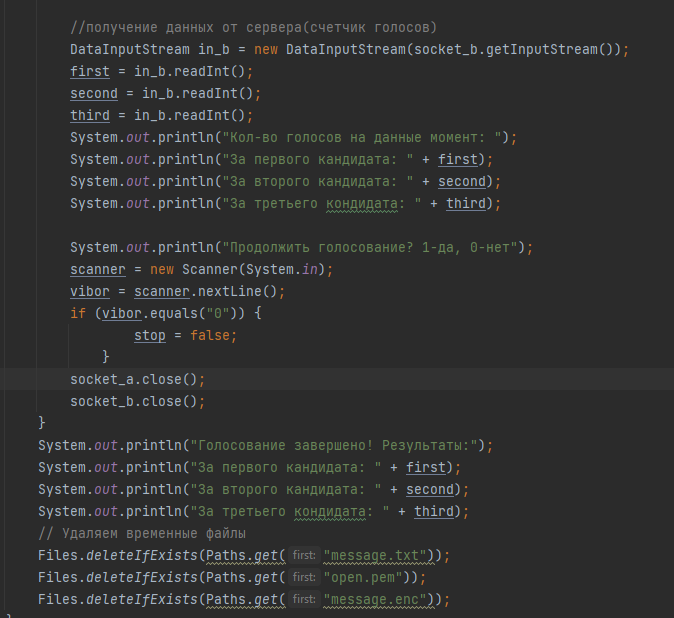 //получение данных от сервера(счетчик голосов)
DataInputStream in_b = new DataInputStream(socket_b.getInputStream());
first = in_b.readInt();
second = in_b.readInt();
third = in_b.readInt();
System.out.println("Кол-во голосов на данные момент: ");
System.out.println("За первого кандидата: " + first);
System.out.println("За второго кандидата: " + second);
System.out.println("За третьего кондидата: " + third);
System.out.println("Продолжить голосование? 1-да, 0-нет");
scanner = new Scanner(System.in);
vibor = scanner.nextLine();
if (vibor.equals("0")) {
stop = false;
}
socket_a.close();
socket_b.close();
}
System.out.println("Голосование завершено! Результаты:");
System.out.println("За первого кандидата: " + first);
System.out.println("За второго кандидата: " + second);
System.out.println("За третьего кондидата: " + third);
// Удаляем временные файлы
Files.deleteIfExists(Paths.get( first: "message.txt"));
Files.deleteIfExists(Paths.get( first: "open.pem"));
Files.deleteIfExists(Paths.get( first: "message.enc"));
}